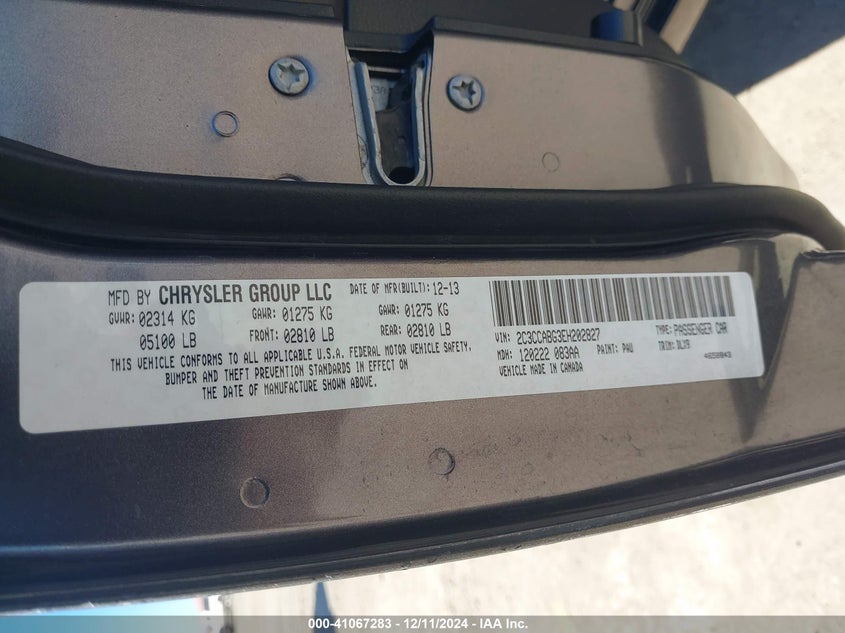 MFD BY CHRYSLER GROUP LLC DATE OF MFR(BUILT): 12-13
GVWR: 02314 KG GAWR: 01275 KG GAWR: 01275 KG
05100 LB FRONT: 02810 LB REAR: 02810 LB
THIS VEHICLE CONFORMS TO ALL APPLICABLE U.S.A. FEDERAL MOTOR VEHICLE SAFETY,
BUMPER AND THEFT PREVENTION STANDARDS IN EFFECT ON
THE DATE OF MANUFACTURE SHOWN ABOVE.
VIN: 2C3CCABG3EH202827 TYPE: PASSENGER CAR
MDH: 120222 083AA PAINT: PAU TRIM: DLX9
VEHICLE MADE IN CANADA
000-41067283 - 12/11/2024 - IAA Inc.